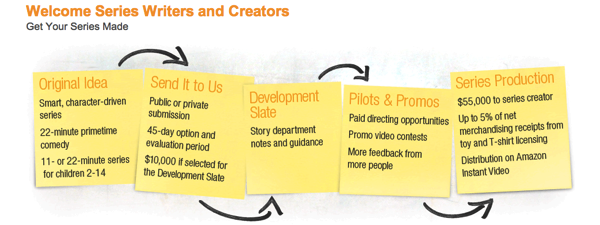 Welcome Series Writers and Creators
Get Your Series Made
Original Idea
Smart, character-driven
series
22-minute primetime
comedy
11- or 22-minute series
for children 2-14
Send It to Us
Public or private
submission
45-day option and
evaluation period
$10,000 if selected for
the Development Slate
Development
Slate
Story department
notes and guidance
Pilots & Promos
Paid directing opportunities
Promo video contests
More feedback from
more people
Series Production
$55,000 to series creator
Up to 5% of net
merchandising receipts from
toy and T-shirt licensing
Distribution on Amazon
Instant Video